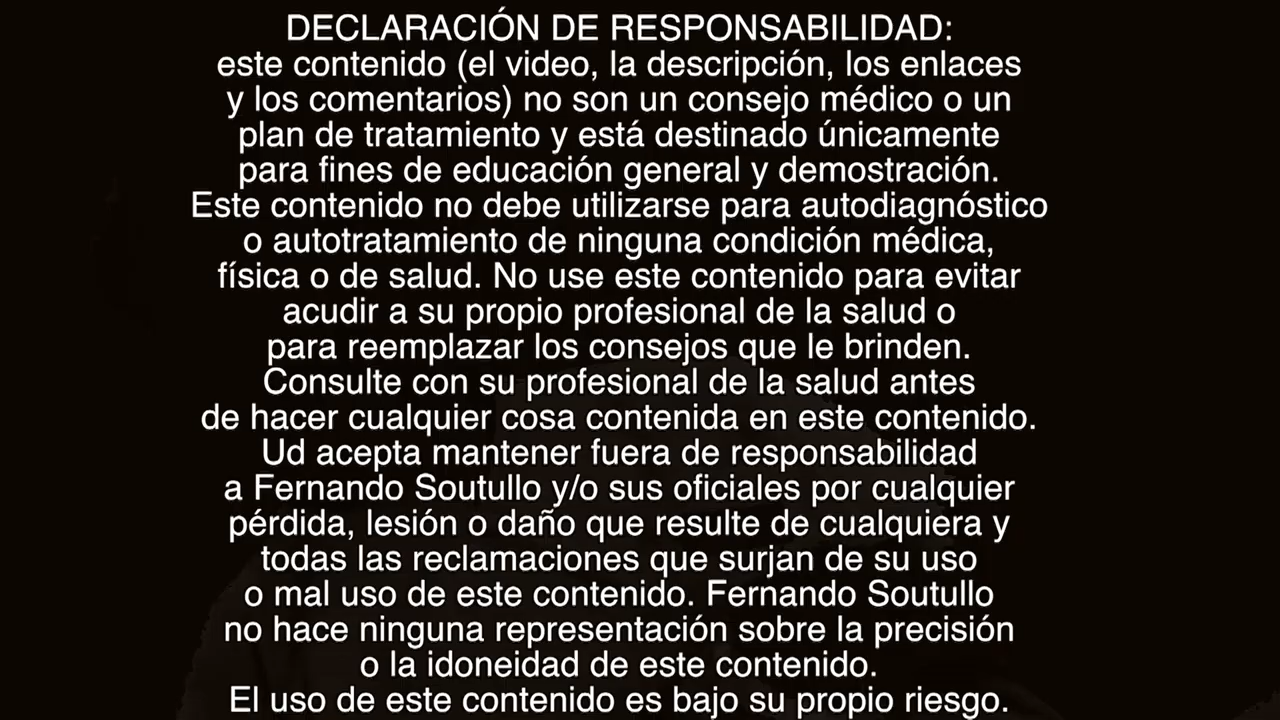 DECLARACIÓN DE RESPONSABILIDAD:
este contenido (el video, la descripción, los enlaces
y los comentarios) no son un consejo médico o un
plan de tratamiento y está destinado únicamente
para fines de educación general y demostración.
Este contenido no debe utilizarse para autodiagnóstico
o autotratamiento de ninguna condición médica,
física o de salud. No use este contenido para evitar
acudir a su propio profesional de la salud o
para reemplazar los consejos que le brinden.
Consulte con su profesional de la salud antes
de hacer cualquier cosa contenida en este contenido.
Ud acepta mantener fuera de responsabilidad
a Fernando Soutullo y/o sus oficiales por cualquier
pérdida, lesión o daño que resulte de cualquiera y
todas las reclamaciones que surjan de su uso
o mal uso de este contenido. Fernando Soutullo
no hace ninguna representación sobre la precisión
o la idoneidad de este contenido.
El uso de este contenido es bajo su propio riesgo.